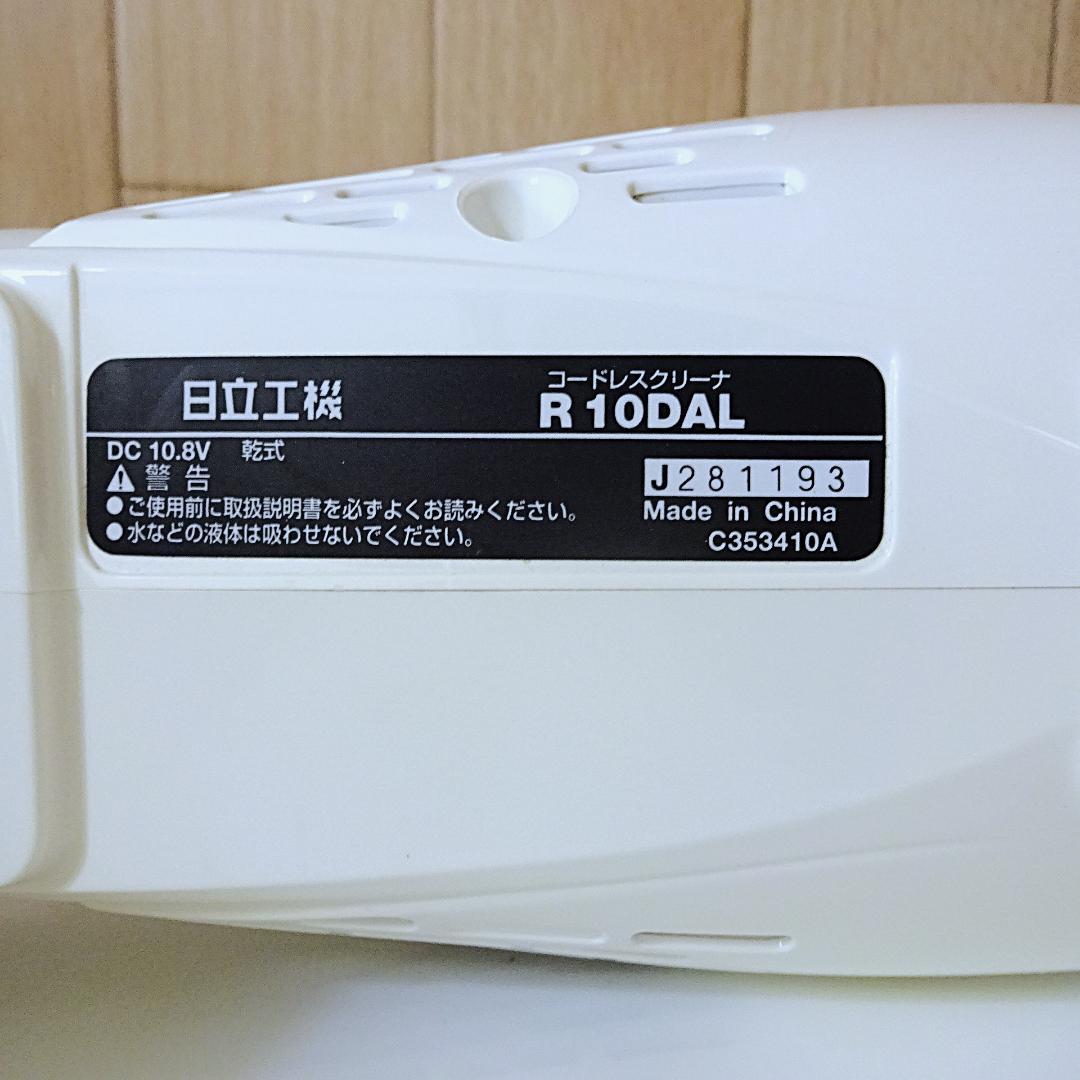 日立工機
コードレスクリーナ
R10DAL
DC 10.8V 乾式
警告
●ご使用前に取扱説明書を必ずよくお読みください。
●水などの液体は吸わせないでください。
J281193
Made in China
C353410A